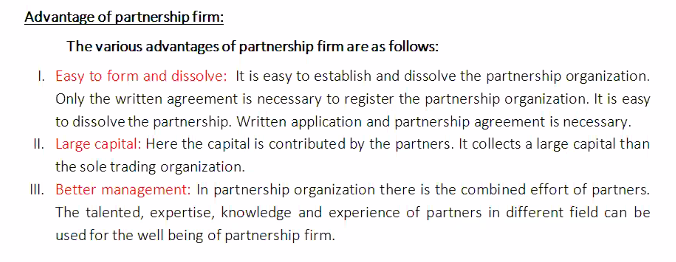 Advantage of partnership firm:
The various advantages of partnership firm are as follows:
I. Easy to form and dissolve: It is easy to establish and dissolve the partnership organization.
Only the written agreement is necessary to register the partnership organization. It is easy
to dissolve the partnership. Written application and partnership agreement is necessary.
II. Large capital: Here the capital is contributed by the partners. It collects a large capital than
the sole trading organization.
III. Better management: In partnership organization there is the combined effort of partners.
The talented, expertise, knowledge and experience of partners in different field can be
used for the well being of partnership firm.